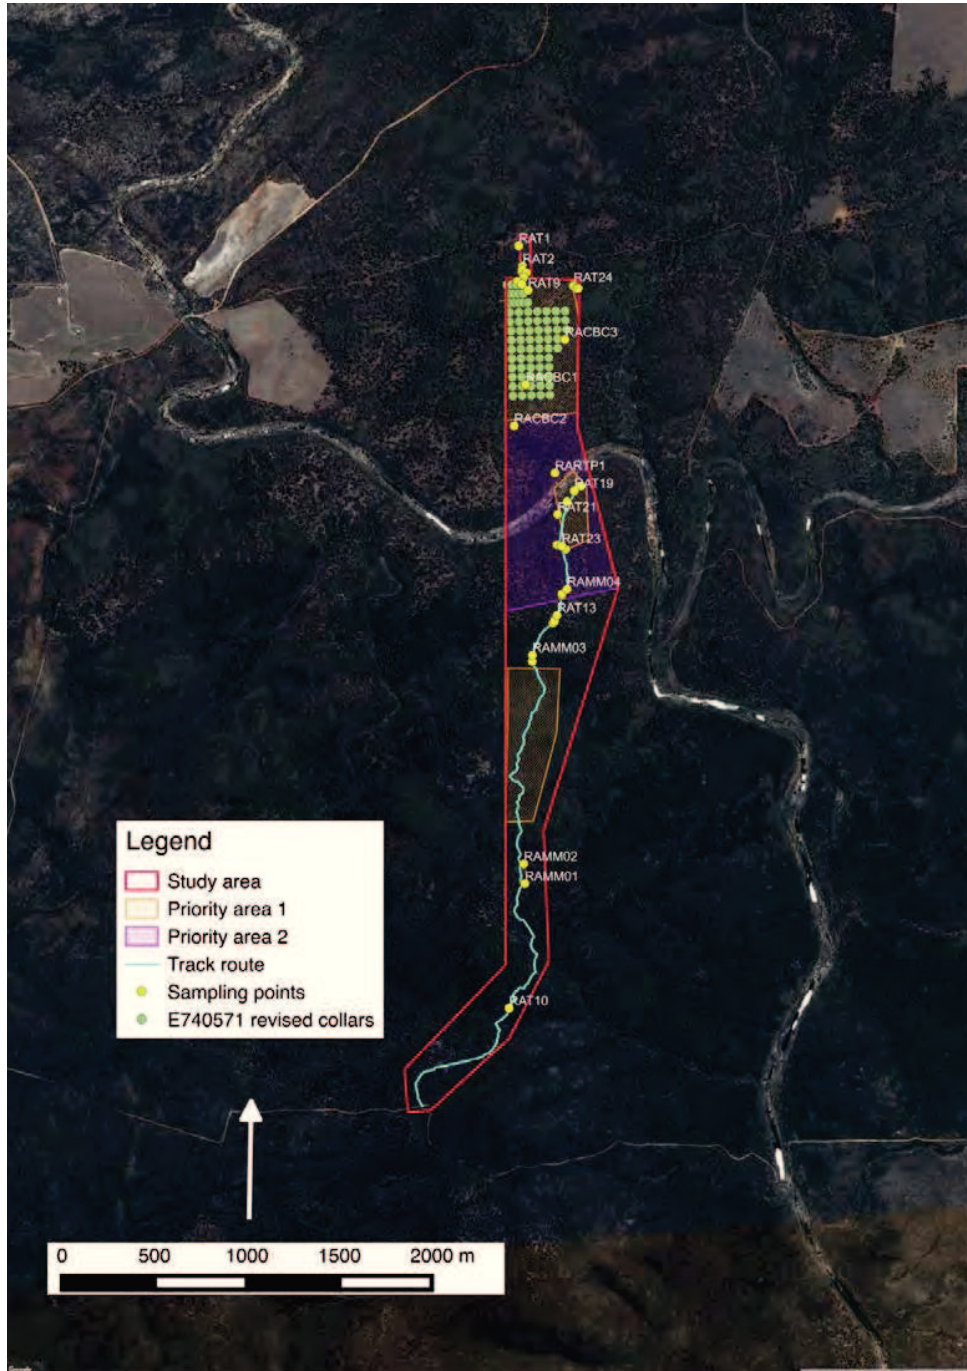 RAT1
RAT2
RAT24
RAT9
RACBC3
RACBC1
RACBC2
RARTP1
RAT19
RAT21
RAT23
RAMM04
RAT13
RAMM03
Legend
Study area
Priority area 1
Priority area 2
Track route
Sampling points
E740571 revised collars
RAMM02
RAMM01
RAT10
0 500 1000 1500 2000 m